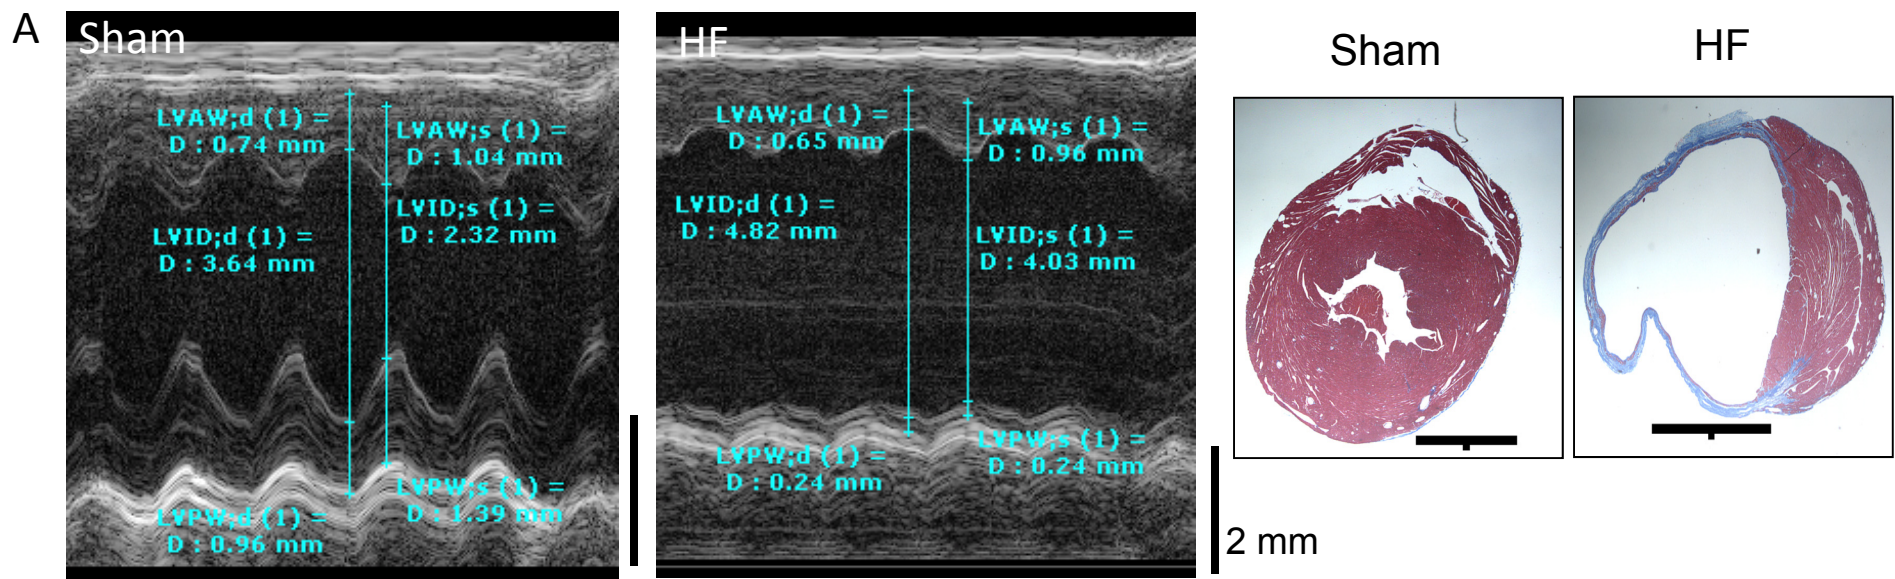 A
Sham
LVAW;d (1) =
D : 0.74 mm
LVAW;s (1) =
D : 1.04 mm
LVID;s (1) =
D : 2.32 mm
LVID;d (1) =
D : 3.64 mm
LVPW;s (1) =
D : 1.39 mm
LVPW;d (1) =
D : 0.96 mm
HF
LVAW;d (1) =
D : 0.65 mm
LVAW;s (1) =
D : 0.96 mm
LVID;d (1) =
D : 4.82 mm
LVID;s (1) =
D : 4.03 mm
LVPW;s (1) =
D : 0.24 mm
LVPW;d (1) =
D : 0.24 mm
2 mm
Sham
HF